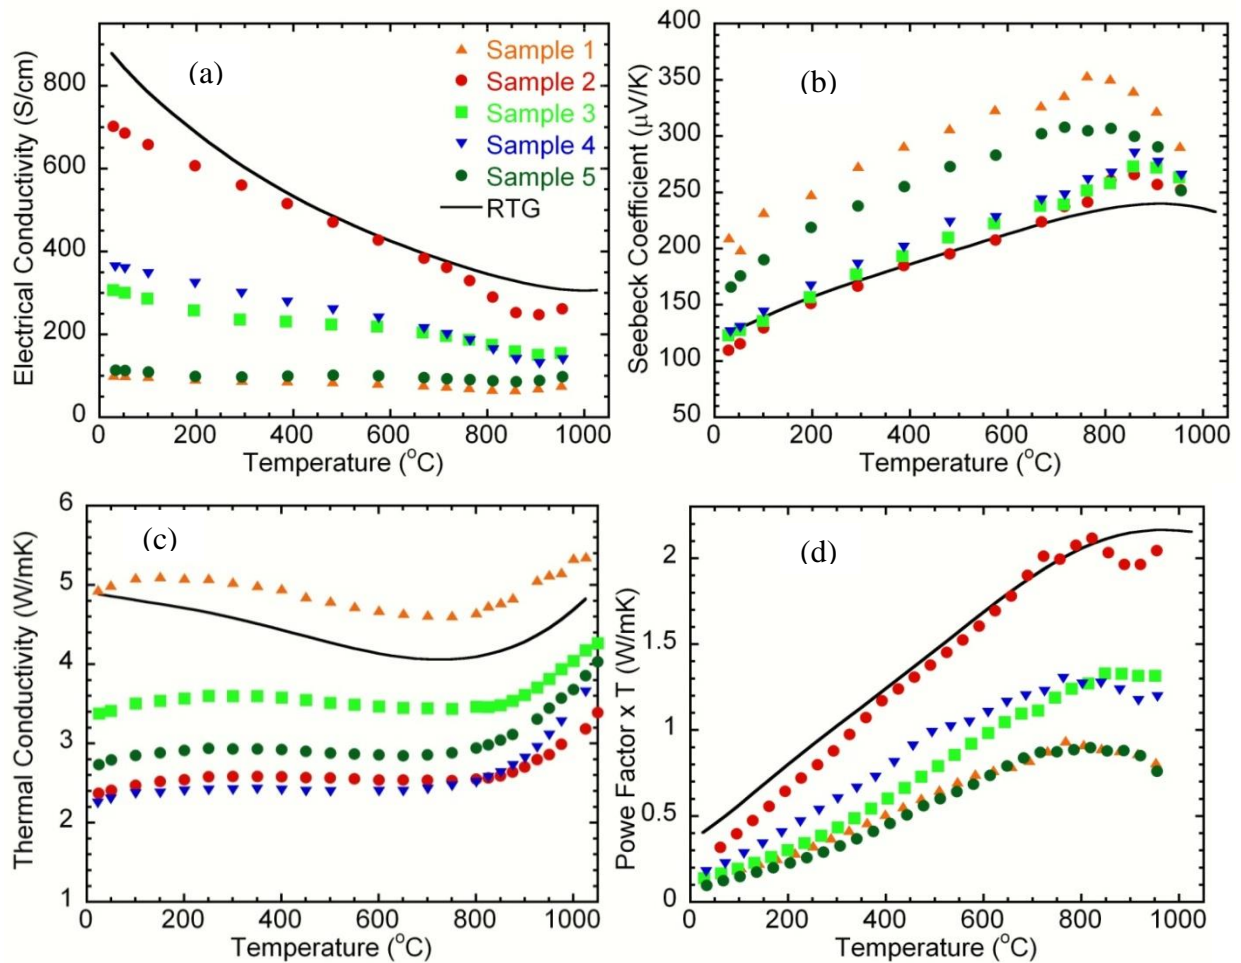 (a)
Sample 1
Sample 2
Sample 3
Sample 4
Sample 5
RTG
Electrical Conductivity (S/cm)
800
600
400
200
0
0 200 400 600 800 1000
Temperature (°C)
(b)
Seebeck Coefficient (μV/K)
400
350
300
250
200
150
100
50
0 200 400 600 800 1000
Temperature (°C)
(c)
Thermal Conductivity (W/mK)
6
5
4
3
2
1
0 200 400 600 800 1000
Temperature (°C)
(d)
Powe Factor x T (W/mK)
2
1.5
1
0.5
0
0 200 400 600 800 1000
Temperature (°C)